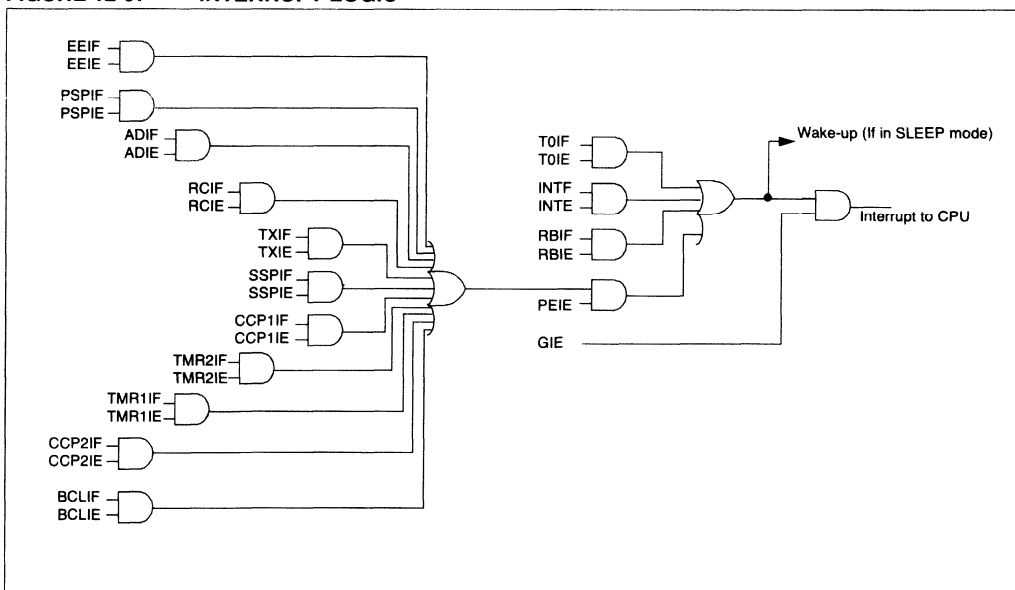 EEIF
EEIE
PSPIF
PSPIE
ADIF
ADIE
RCIF
RCIE
TXIF
TXIE
SSPIF
SSPIE
CCP1IF
CCP1IE
TMR2IF
TMR2IE
TMR1IF
TMR1IE
CCP2IF
CCP2IE
BCLIF
BCLIE
T0IF
T0IE
INTF
INTE
RBIF
RBIE
PEIE
GIE
Wake-up (If in SLEEP mode)
Interrupt to CPU